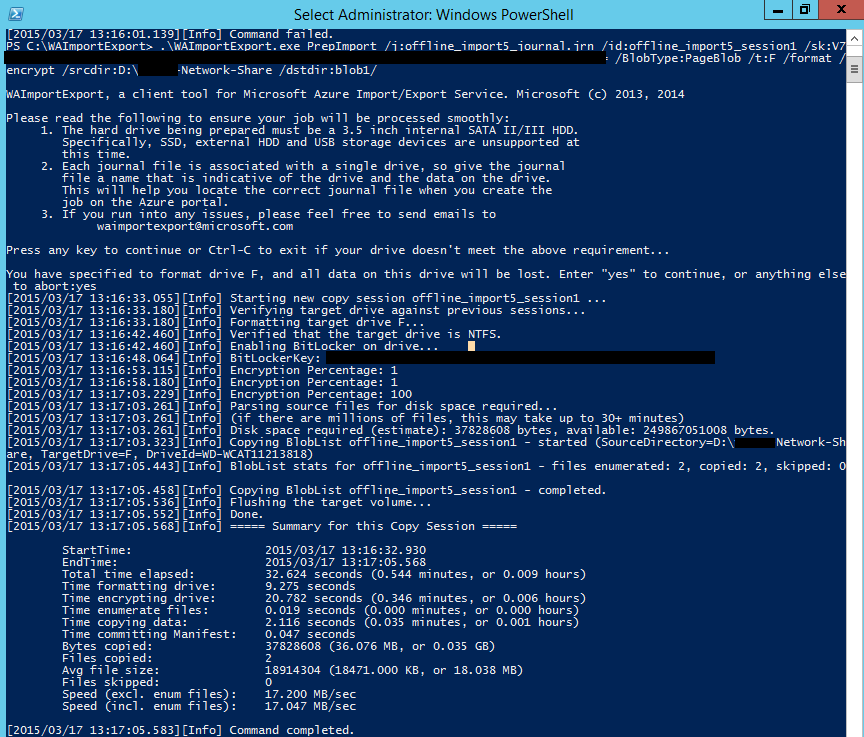 Select Administrator: Windows PowerShell
[2015/03/17 13:16:01.139][Info] Command failed.
PS C:\WAImportExport> .\WAImportExport.exe PrepImport /j:offline_import5_journal.jrn /id:offline_import5_session1 /sk:V7
= /BlobType:PageBlob /t:F /format /
encrypt /srcdir:D:\ -Network-Share /dstdir:blob1/
WAImportExport, a client tool for Microsoft Azure Import/Export Service. Microsoft (c) 2013, 2014
Please read the following to ensure your job will be processed smoothly:
1. The hard drive being prepared must be a 3.5 inch internal SATA II/III HDD.
Specifically, SSD, external HDD and USB storage devices are unsupported at
this time.
2. Each journal file is associated with a single drive, so give the journal
file a name that is indicative of the drive and the data on the drive.
This will help you locate the correct journal file when you create the
job on the Azure portal.
3. If you run into any issues, please feel free to send emails to
waimportexport@microsoft.com
Press any key to continue or Ctrl-C to exit if your drive doesn't meet the above requirement...
You have specified to format drive F, and all data on this drive will be lost. Enter "yes" to continue, or anything else
to abort:yes
[2015/03/17 13:16:33.055][Info] Starting new copy session offline_import5_session1 ...
[2015/03/17 13:16:33.180][Info] Verifying target drive against previous sessions...
[2015/03/17 13:16:33.180][Info] Formatting target drive F...
[2015/03/17 13:16:42.460][Info] Verified that the target drive is NTFS.
[2015/03/17 13:16:42.460][Info] Enabling BitLocker on drive...
[2015/03/17 13:16:48.064][Info] BitLockerKey:
[2015/03/17 13:16:53.115][Info] Encryption Percentage: 1
[2015/03/17 13:16:58.180][Info] Encryption Percentage: 1
[2015/03/17 13:17:03.229][Info] Encryption Percentage: 100
[2015/03/17 13:17:03.261][Info] Parsing source files for disk space required...
[2015/03/17 13:17:03.261][Info] (if there are millions of files, this may take up to 30+ minutes)
[2015/03/17 13:17:03.261][Info] Disk space required (estimate): 37828608 bytes, available: 249867051008 bytes.
[2015/03/17 13:17:03.323][Info] Copying BlobList offline_import5_session1 - started (SourceDirectory=D:\ Network-Sh
are, TargetDrive=F, DriveId=WD-WCAT11213818)
[2015/03/17 13:17:05.443][Info] BlobList stats for offline_import5_session1 - files enumerated: 2, copied: 2, skipped: 0
[2015/03/17 13:17:05.458][Info] Copying BlobList offline_import5_session1 - completed.
[2015/03/17 13:17:05.536][Info] Flushing the target volume...
[2015/03/17 13:17:05.552][Info] Done.
[2015/03/17 13:17:05.568][Info] ===== Summary for this Copy Session =====
StartTime: 2015/03/17 13:16:32.930
EndTime: 2015/03/17 13:17:05.568
Total time elapsed: 32.624 seconds (0.544 minutes, or 0.009 hours)
Time formatting drive: 9.275 seconds
Time encrypting drive: 20.782 seconds (0.346 minutes, or 0.006 hours)
Time enumerate files: 0.019 seconds (0.000 minutes, or 0.000 hours)
Time copying data: 2.116 seconds (0.035 minutes, or 0.001 hours)
Time committing Manifest: 0.047 seconds
Bytes copied: 37828608 (36.076 MB, or 0.035 GB)
Files copied: 2
Avg file size: 18914304 (18471.000 KB, or 18.038 MB)
Files skipped: 0
Speed (excl. enum files): 17.200 MB/sec
Speed (incl. enum files): 17.047 MB/sec
[2015/03/17 13:17:05.583][Info] Command completed.